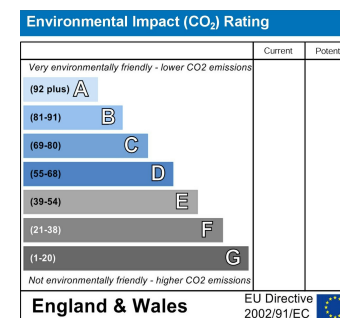 Environmental Impact (CO₂) Rating
Current Potent
Very environmentally friendly - lower CO2 emissions
(92 plus) A
(81-91) B
(69-80) C
(55-68) D
(39-54) E
(21-38) F
(1-20) G
Not environmentally friendly - higher CO2 emissions
England & Wales
EU Directive
2002/91/EC